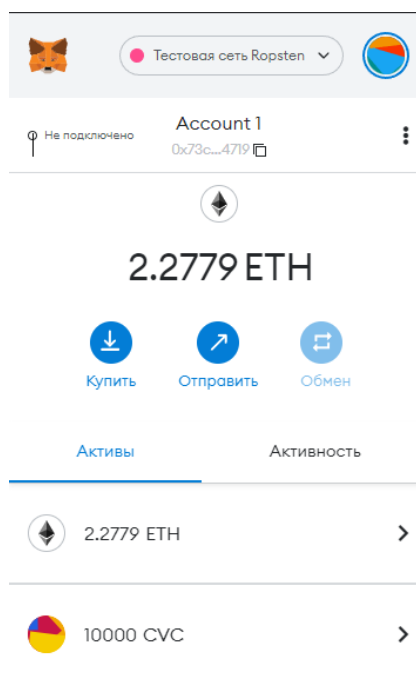 Тестовая сеть Ropsten
Не подключено
Account 1
0x73c...4719
2.2779 ETH
Купить
Отправить
Обмен
Активы
Активность
2.2779 ETH
10000 CVC